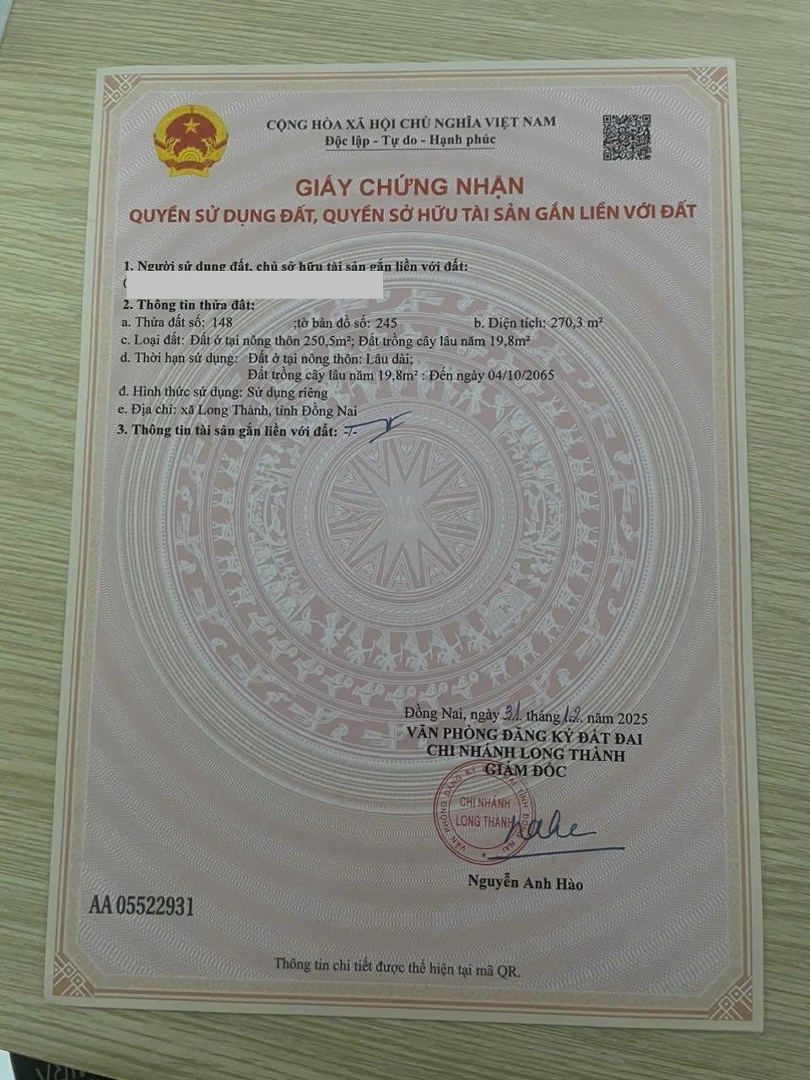 CỘNG HÒA XÃ HỘI CHỦ NGHĨA VIỆT NAM
Độc lập - Tự do - Hạnh phúc
GIẤY CHỨNG NHẬN
QUYỀN SỬ DỤNG ĐẤT, QUYỀN SỞ HỮU TÀI SẢN GẮN LIỀN VỚI ĐẤT
1. Người sử dụng đất, chủ sở hữu tài sản gắn liền với đất:
2. Thông tin thửa đất:
a. Thửa đất số: 148 ;tờ bản đồ số: 245 b. Diện tích: 270,3 m²
c. Loại đất: Đất ở tại nông thôn 250,5m²; Đất trồng cây lâu năm 19,8m²
d. Thời hạn sử dụng: Đất ở tại nông thôn: Lâu dài;
Đất trồng cây lâu năm 19,8m² : Đến ngày 04/10/2065
đ. Hình thức sử dụng: Sử dụng riêng
e. Địa chỉ: xã Long Thành, tỉnh Đồng Nai
3. Thông tin tài sản gắn liền với đất: -/-
Đồng Nai, ngày 31 tháng 12 năm 2025
VĂN PHÒNG ĐĂNG KÝ ĐẤT ĐAI
CHI NHÁNH LONG THÀNH
GIÁM ĐỐC
CHI NHÁNH
LONG THÀNH
Nguyễn Anh Hào
AA 05522931
Thông tin chi tiết được thể hiện tại mã QR.